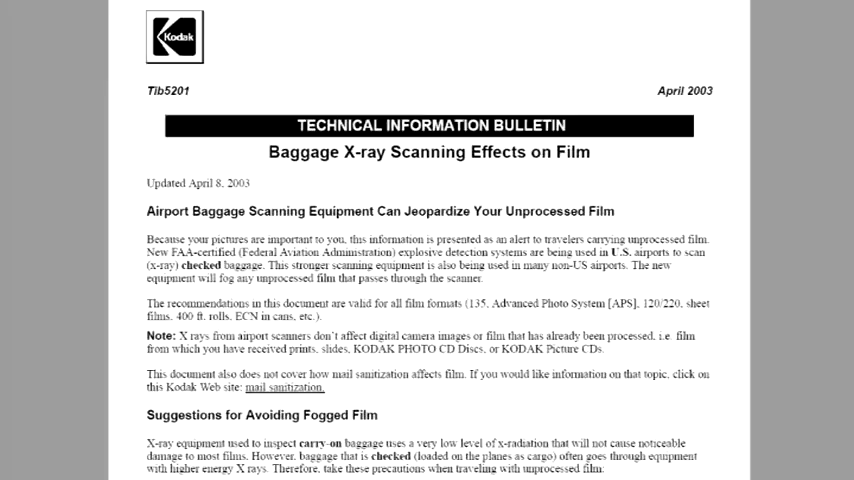 Kodak
Tib5201 April 2003
TECHNICAL INFORMATION BULLETIN
Baggage X-ray Scanning Effects on Film
Updated April 8, 2003
Airport Baggage Scanning Equipment Can Jeopardize Your Unprocessed Film
Because your pictures are important to you, this information is presented as an alert to travelers carrying unprocessed film.
New FAA-certified (Federal Aviation Administration) explosive detection systems are being used in U.S. airports to scan
(x-ray) checked baggage. This stronger scanning equipment is also being used in many non-US airports. The new
equipment will fog any unprocessed film that passes through the scanner.
The recommendations in this document are valid for all film formats (135, Advanced Photo System [APS], 120/220, sheet
films, 400 ft. rolls, ECN in cans, etc.).
Note: X rays from airport scanners don't affect digital camera images or film that has already been processed, i.e. film
from which you have received prints, slides, KODAK PHOTO CD Discs, or KODAK Picture CDs.
This document also does not cover how mail sanitization affects film. If you would like information on that topic, click on
this Kodak Web site: mail sanitization.
Suggestions for Avoiding Fogged Film
X-ray equipment used to inspect carry-on baggage uses a very low level of x-radiation that will not cause noticeable
damage to most films. However, baggage that is checked (loaded on the planes as cargo) often goes through equipment
with higher energy X rays. Therefore, take these precautions when traveling with unprocessed film: